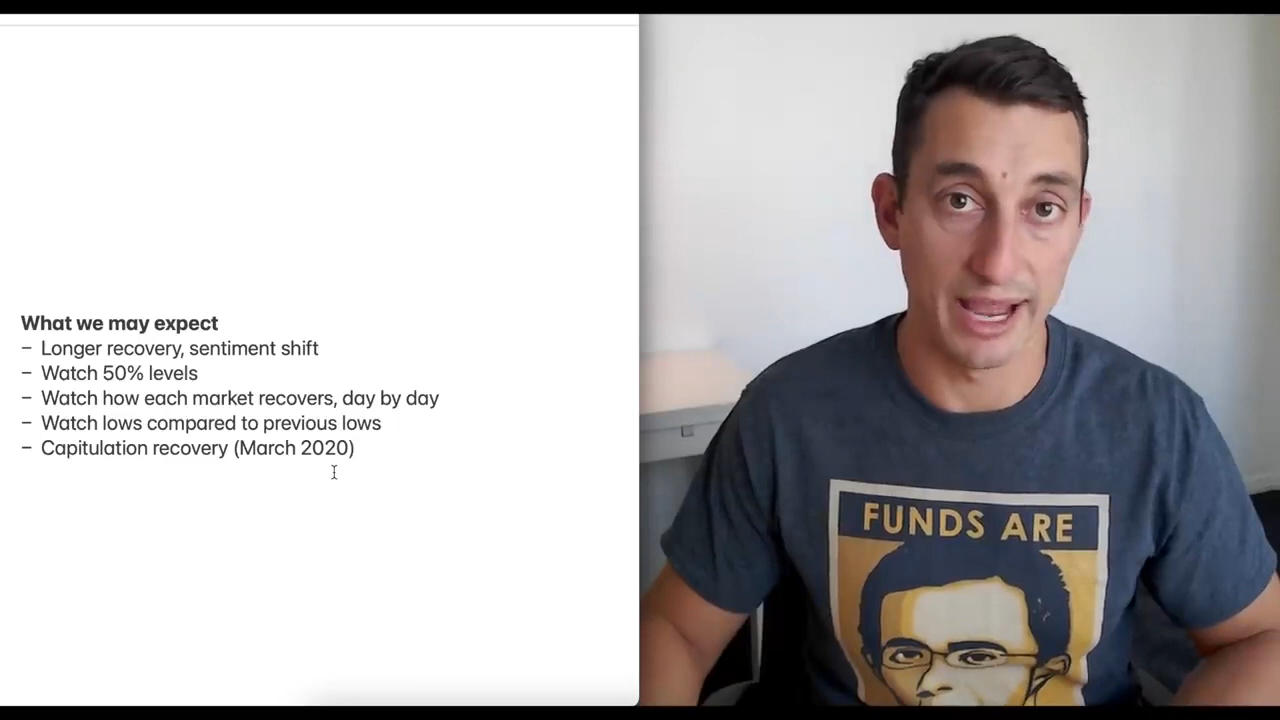 What we may expect
– Longer recovery, sentiment shift
– Watch 50% levels
– Watch how each market recovers, day by day
– Watch lows compared to previous lows
– Capitulation recovery (March 2020)
FUNDS ARE